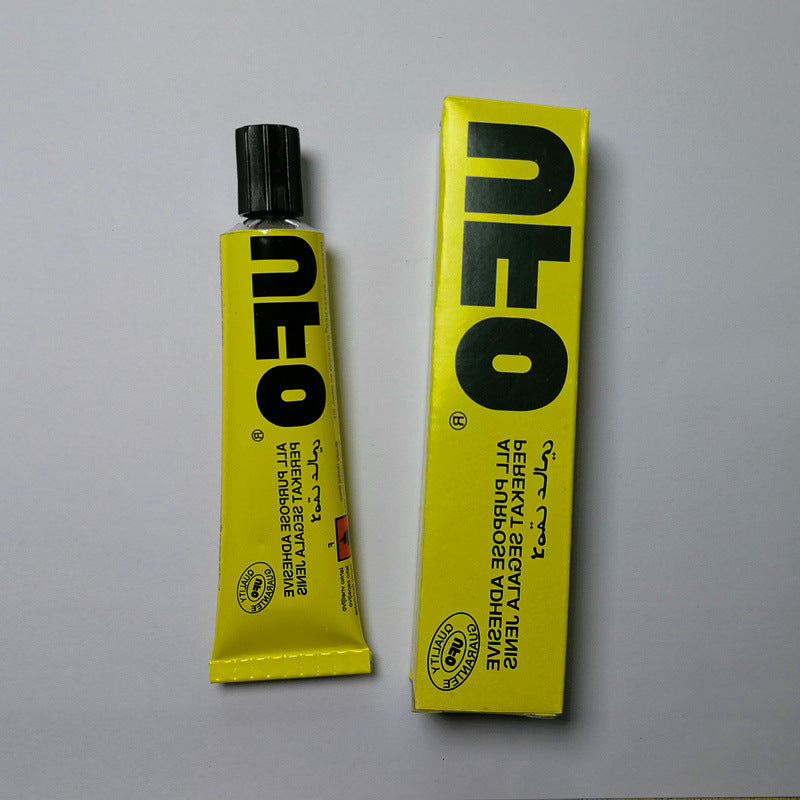 UFO
®
ALL PURPOSE ADHESIVE
PEREKAT SEGALA JENIS
QUALITY
UFO
GUARANTEE
UFO
®
ALL PURPOSE ADHESIVE
PEREKAT SEGALA JENIS
QUALITY
UFO
GUARANTEE